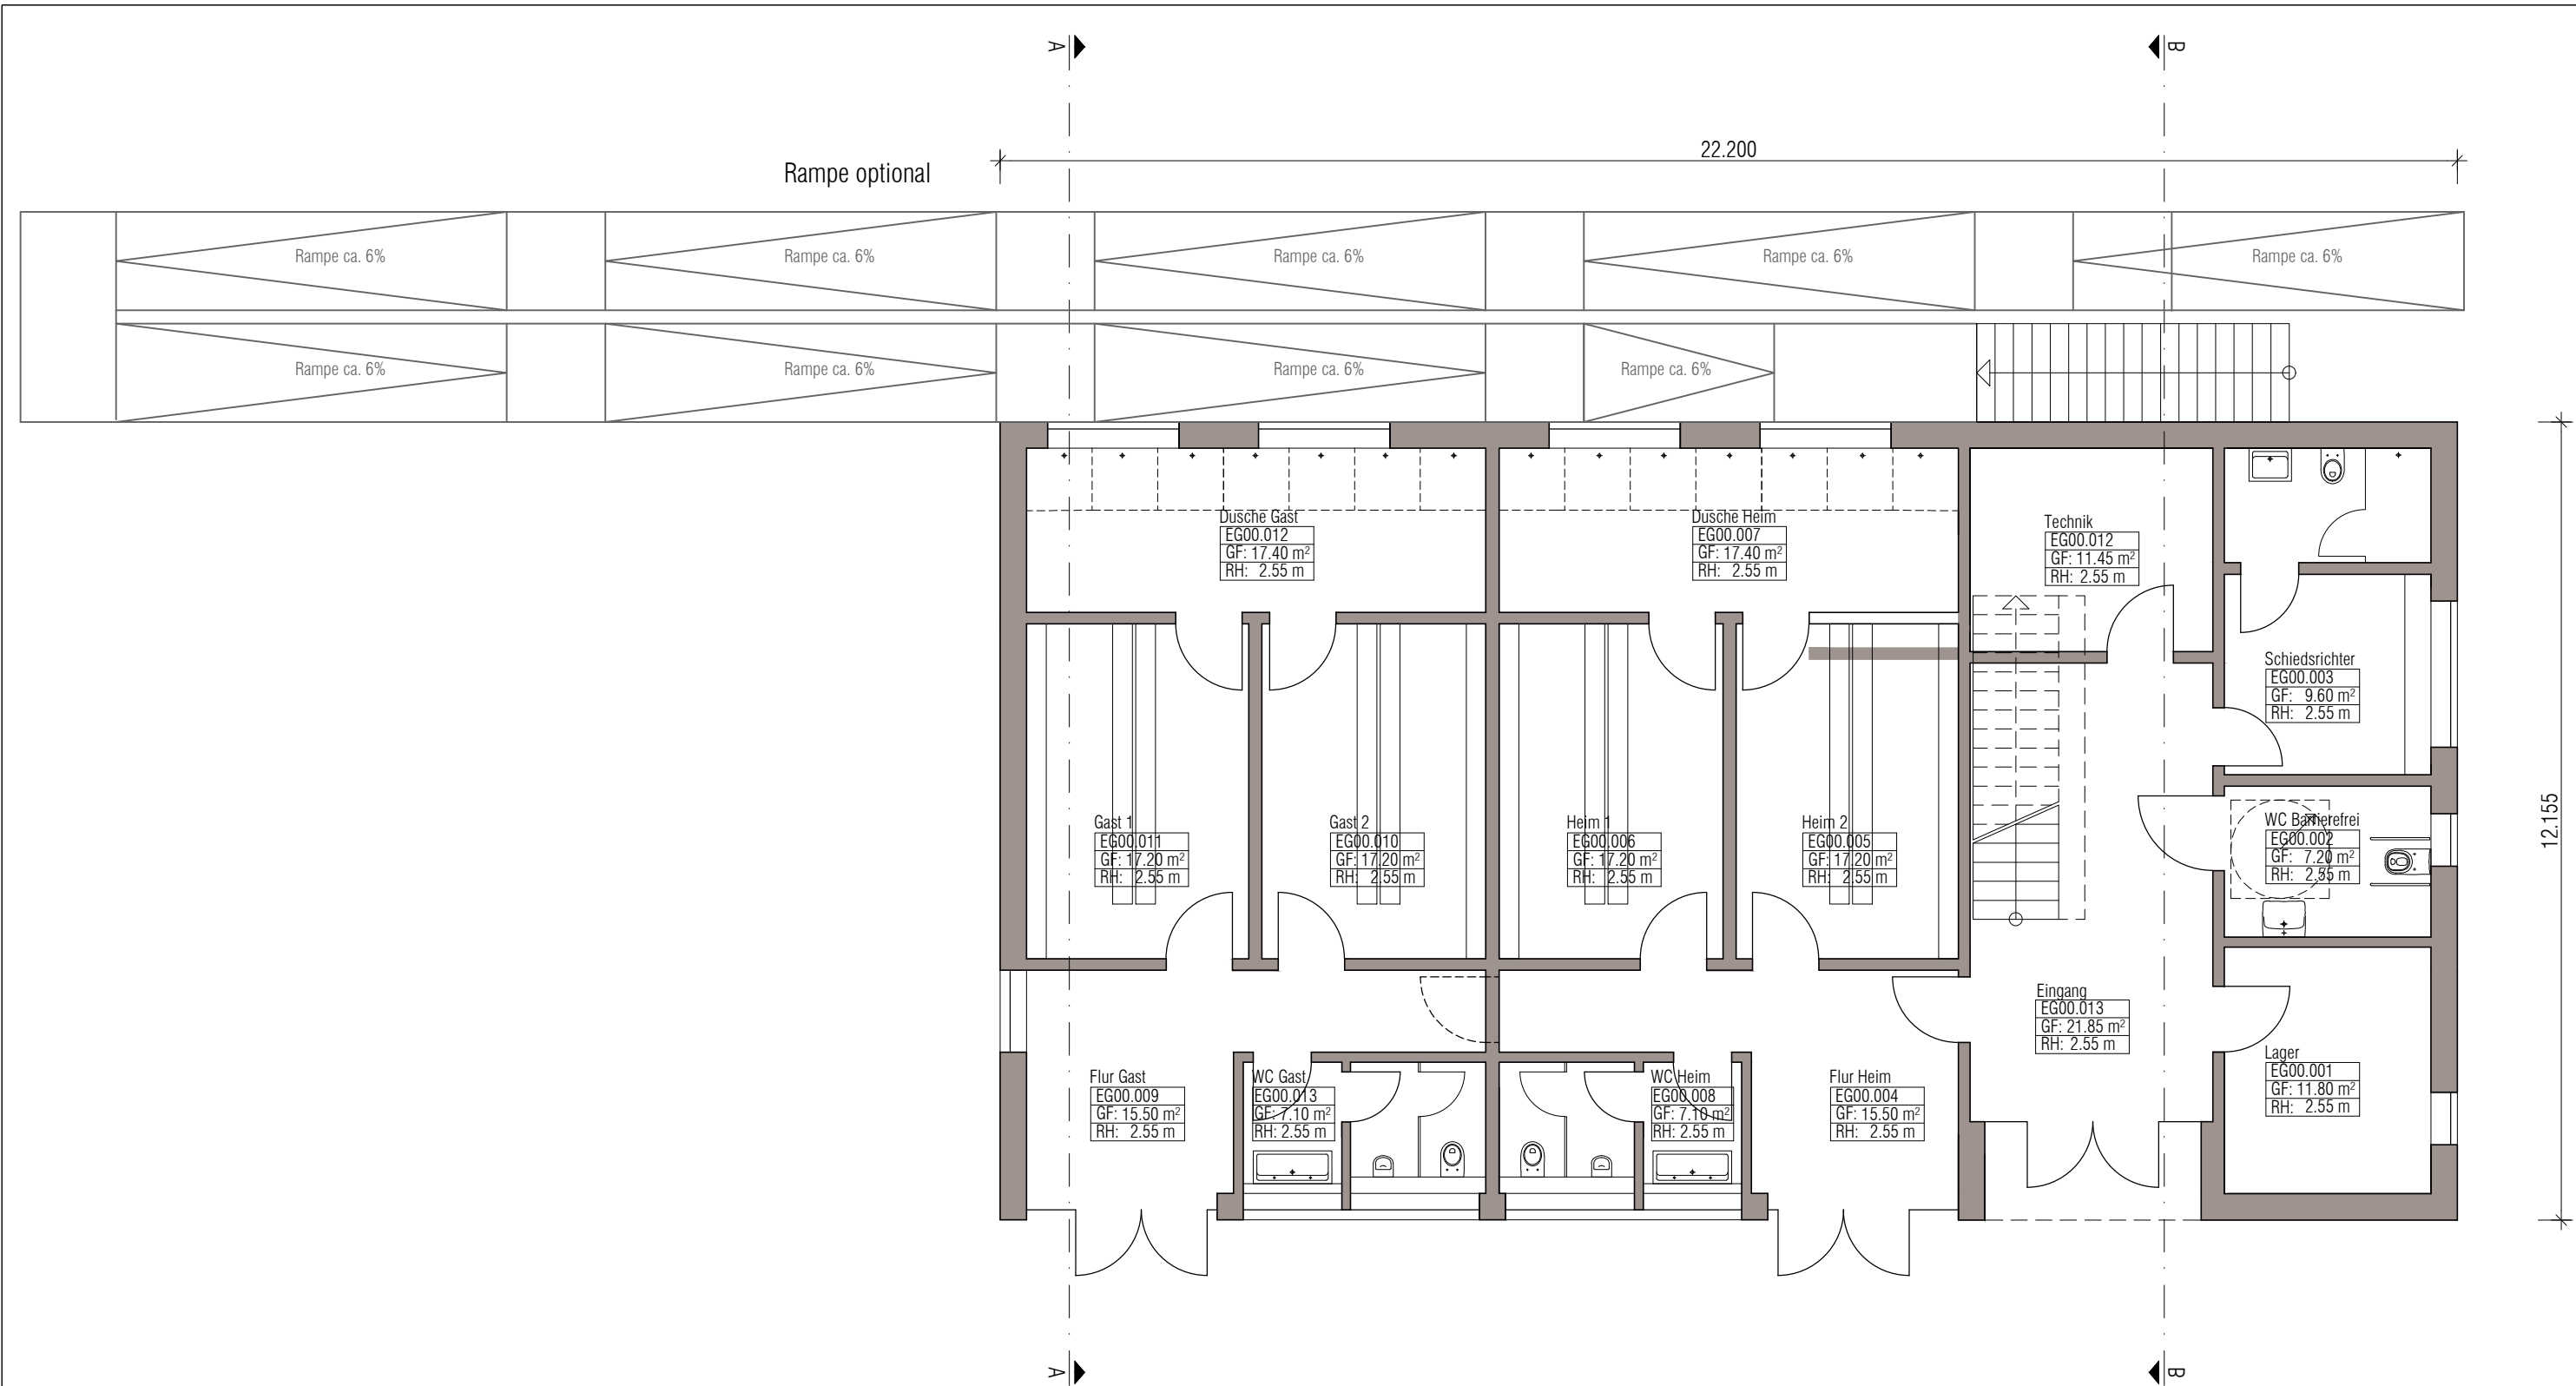 A
B
22.200
Rampe optional
Rampe ca. 6%
Rampe ca. 6%
Rampe ca. 6%
Rampe ca. 6%
Rampe ca. 6%
Rampe ca. 6%
Rampe ca. 6%
Rampe ca. 6%
Rampe ca. 6%
Dusche Gast
EG00.012
GF: 17.40 m²
RH: 2.55 m
Dusche Heim
EG00.007
GF: 17.40 m²
RH: 2.55 m
Technik
EG00.012
GF: 11.45 m²
RH: 2.55 m
Schiedsrichter
EG00.003
GF: 9.60 m²
RH: 2.55 m
Gast 1
EG00.011
GF: 17.20 m²
RH: 2.55 m
Gast 2
EG00.010
GF: 17.20 m²
RH: 2.55 m
Heim 1
EG00.006
GF: 17.20 m²
RH: 2.55 m
Heim 2
EG00.005
GF: 17.20 m²
RH: 2.55 m
WC Barrierefrei
EG00.002
GF: 7.20 m²
RH: 2.55 m
12.155
Eingang
EG00.013
GF: 21.85 m²
RH: 2.55 m
Lager
EG00.001
GF: 11.80 m²
RH: 2.55 m
Flur Gast
EG00.009
GF: 15.50 m²
RH: 2.55 m
WC Gast
EG00.013
GF: 7.10 m²
RH: 2.55 m
WC Heim
EG00.008
GF: 7.10 m²
RH: 2.55 m
Flur Heim
EG00.004
GF: 15.50 m²
RH: 2.55 m
A
B